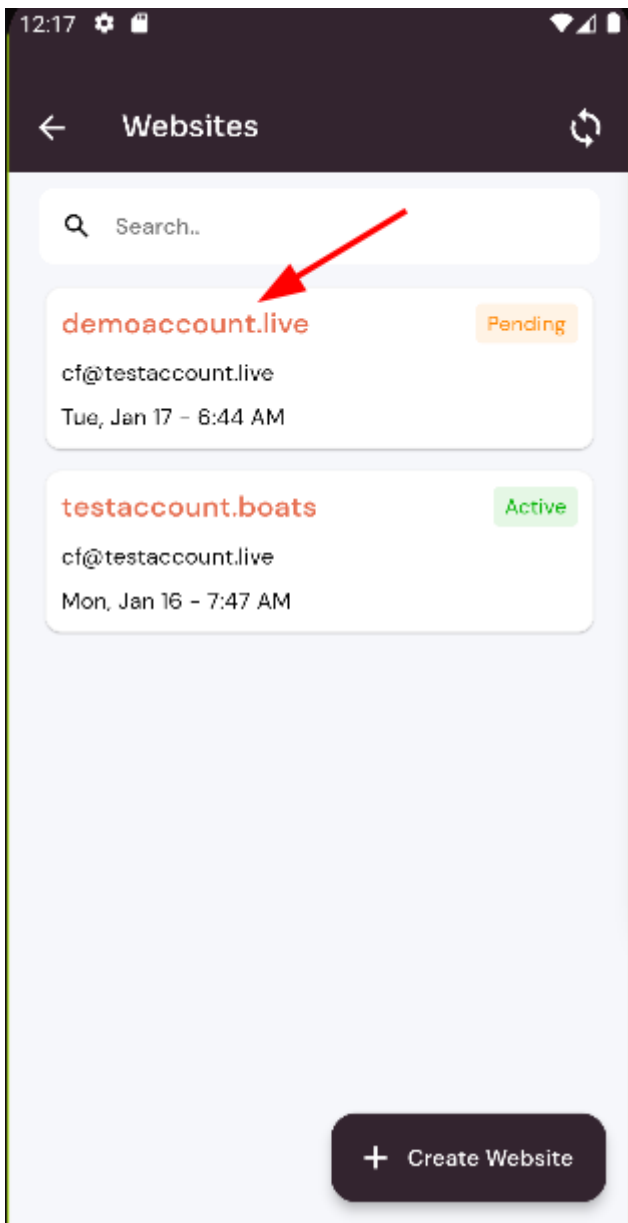 12:17
Websites
Search..
demoaccount.live
Pending
cf@testaccount.live
Tue, Jan 17 - 6:44 AM
testaccount.boats
Active
cf@testaccount.live
Mon, Jan 16 - 7:47 AM
+ Create Website